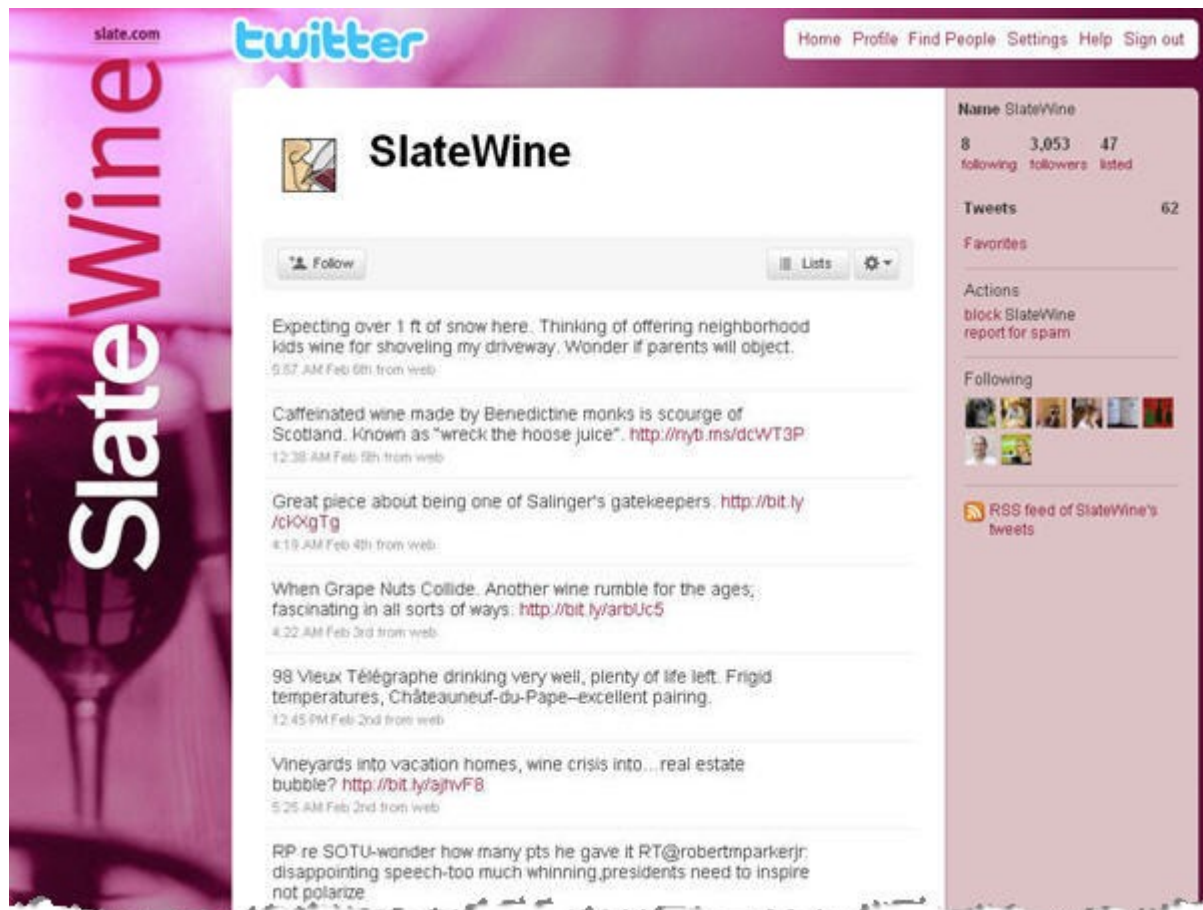 slate.com
SlateWine
twitter
Home Profile Find People Settings Help Sign out
SlateWine
Follow
Lists
Expecting over 1 ft of snow here. Thinking of offering neighborhood
kids wine for shoveling my driveway. Wonder if parents will object.
5:57 AM Feb 6th from web
Caffeinated wine made by Benedictine monks is scourge of
Scotland. Known as "wreck the hoose juice". http://nyti.ms/dcWT3P
12:38 AM Feb 5th from web
Great piece about being one of Salinger's gatekeepers. http://bit.ly
/ckXgTg
4:19 AM Feb 4th from web
When Grape Nuts Collide. Another wine rumble for the ages;
fascinating in all sorts of ways. http://bit.ly/arbUc5
4:22 AM Feb 3rd from web
98 Vieux Télégraphe drinking very well, plenty of life left. Frigid
temperatures, Châteauneuf-du-Pape–excellent pairing.
12:45 PM Feb 2nd from web
Vineyards into vacation homes, wine crisis into...real estate
bubble? http://bit.ly/ajhvF8
5:25 AM Feb 2nd from web
RP re SOTU-wonder how many pts he gave it RT@robertmparkerjr:
disappointing speech-too much whinning,presidents need to inspire
not polarize
Name SlateWine
8 3,053 47
following followers listed
Tweets 62
Favorites
Actions
block SlateWine
report for spam
Following
RSS feed of SlateWine's
tweets